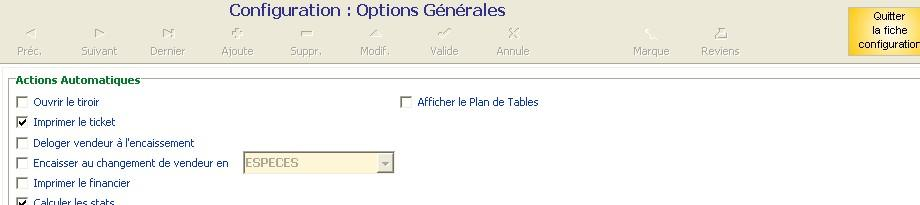 Configuration : Options Générales
Préc. Suivant Dernier Ajoute Suppr. Modif. Valide Annule Marque Reviens
Quitter
la fiche
configuration
Actions Automatiques
Ouvrir le tiroir
Afficher le Plan de Tables
Imprimer le ticket
Deloger vendeur à l'encaissement
Encaisser au changement de vendeur en ESPECES
Imprimer le financier
Calculer les stats